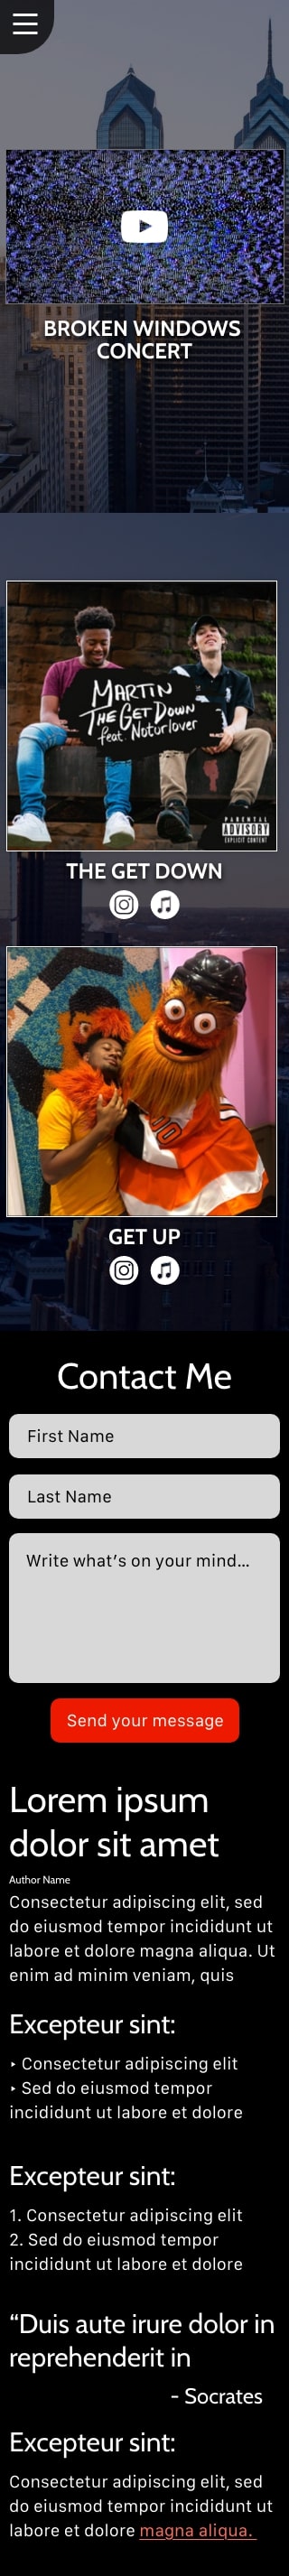 BROKEN WINDOWS
CONCERT
MARTIN
THE GET DOWN
feat. Noturlover
PARENTAL
ADVISORY
EXPLICIT CONTENT
THE GET DOWN
GET UP
Contact Me
First Name
Last Name
Write what’s on your mind...
Send your message
Lorem ipsum
dolor sit amet
Author Name
Consectetur adipiscing elit, sed
do eiusmod tempor incididunt ut
labore et dolore magna aliqua. Ut
enim ad minim veniam, quis
Excepteur sint:
‣ Consectetur adipiscing elit
‣ Sed do eiusmod tempor
incididunt ut labore et dolore
Excepteur sint:
1. Consectetur adipiscing elit
2. Sed do eiusmod tempor
incididunt ut labore et dolore
“Duis aute irure dolor in
reprehenderit in
- Socrates
Excepteur sint:
Consectetur adipiscing elit, sed
do eiusmod tempor incididunt ut
labore et dolore magna aliqua.